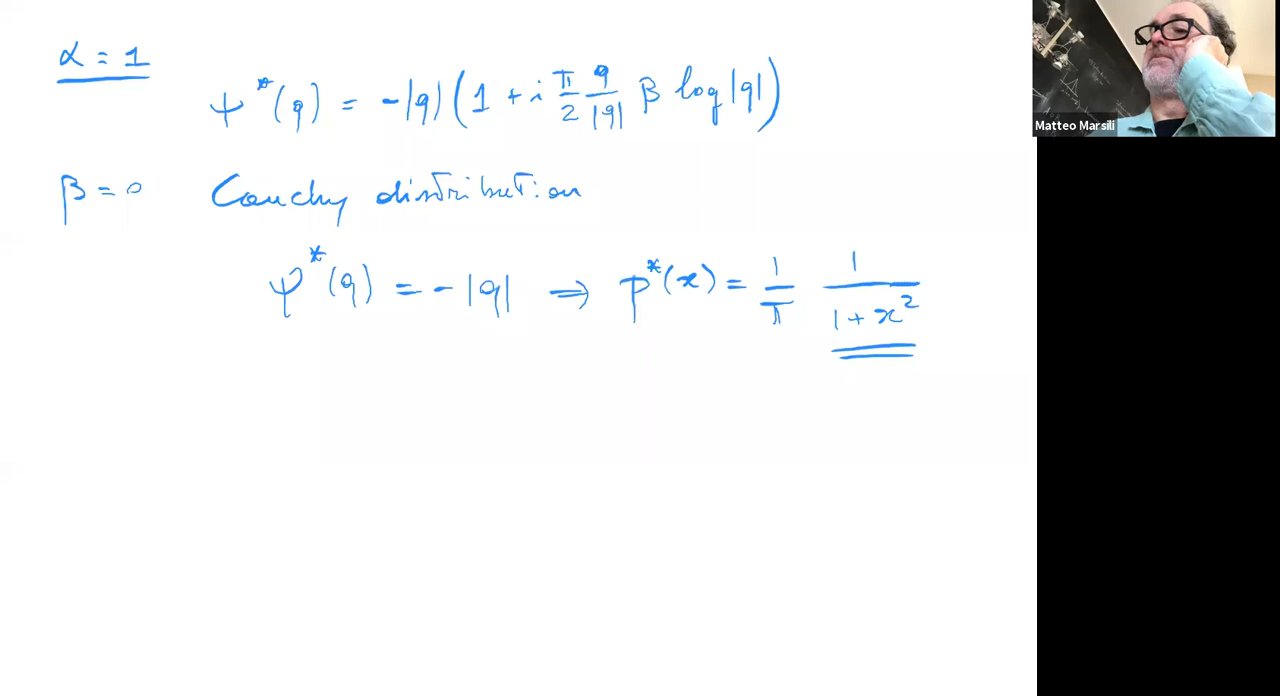 α = 1
ψ*(q) = -|q| (1 + i π/2 q/|q| β log|q|)
Matteo Marsili
β = 0 Cauchy distribution
ψ*(q) = -|q| ⇒ p*(x) = 1/π 1/(1+x²)